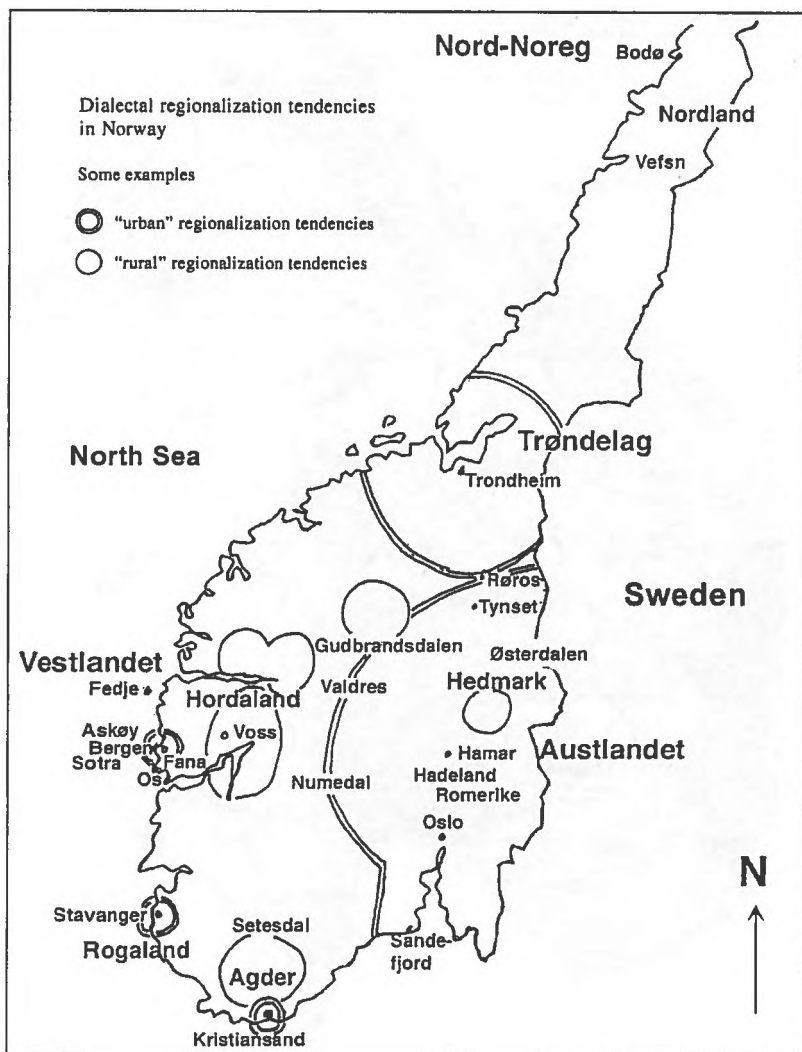 Nord-Noreg
Bodø
Dialectal regionalization tendencies
in Norway
Nordland
Some examples
Vefsn
"urban" regionalization tendencies
"rural" regionalization tendencies
North Sea
Trøndelag
Trondheim
Røros
Tynset
Sweden
Gudbrandsdalen
Østerdalen
Vestlandet
Fedje
Hordaland
Valdres
Hedmark
Askøy
Bergen
Sotra
Fana
Os
Voss
Hamar
Austlandet
Numedal
Hadeland
Romerike
Oslo
N
Stavanger
Rogaland
Setesdal
Agder
Sande-
fjord
Kristiansand